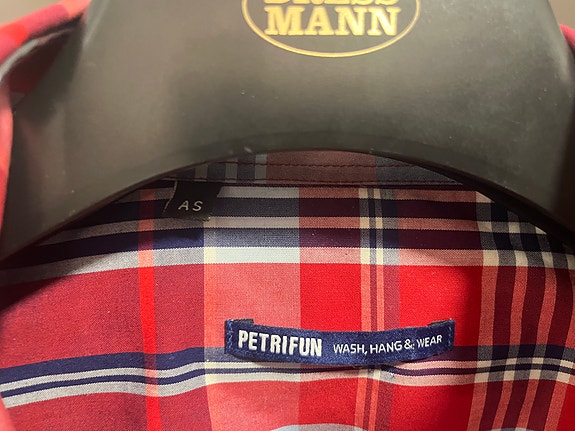 DRESS
MANN
AS
PETRIFUN WASH, HANG & WEAR